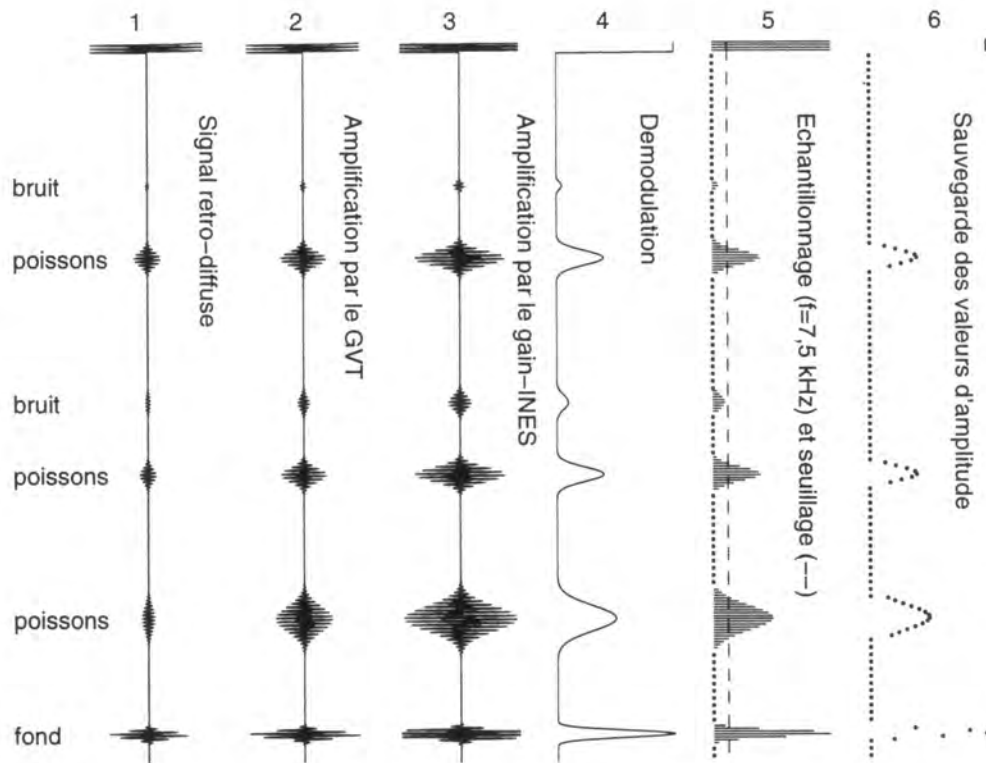 1 2 3 4 5 6
Signal retro-diffuse
Amplification par le GVT
Amplification par le gain-INES
Demodulation
Echantillonnage (f=7,5 kHz) et seuillage (--)
Sauvegarde des valeurs d'amplitude
bruit
poissons
bruit
poissons
poissons
fond